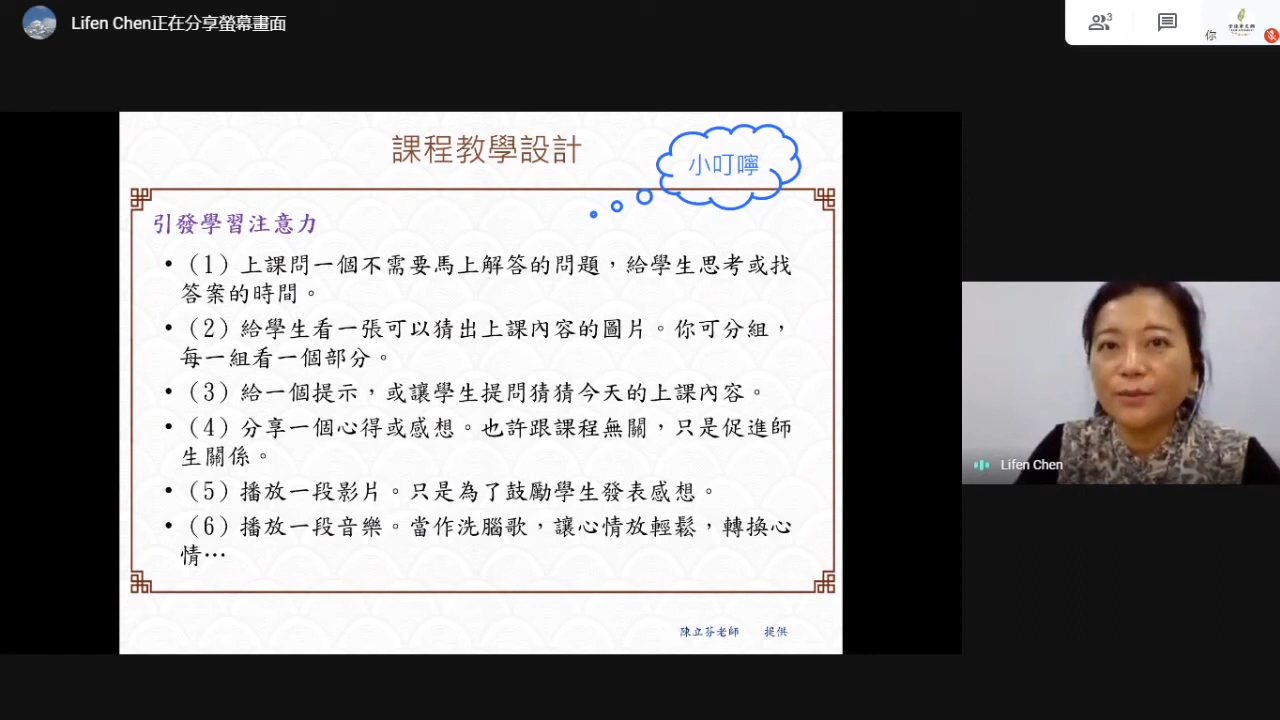 Lifen Chen正在分享螢幕畫面
3
你
課程教學設計
小叮嚀
引發學習注意力
•（1）上課問一個不需要馬上解答的問題，給學生思考或找
答案的時間。
•（2）給學生看一張可以猜出上課內容的圖片。你可分組，
每一組看一個部分。
•（3）給一個提示，或讓學生提問猜猜今天的上課內容。
•（4）分享一個心得或感想。也許跟課程無關，只是促進師
生關係。
•（5）播放一段影片。只是為了鼓勵學生發表感想。
•（6）播放一段音樂。當作洗腦歌，讓心情放輕鬆，轉換心
情…
Lifen Chen
陳立芬老師 提供